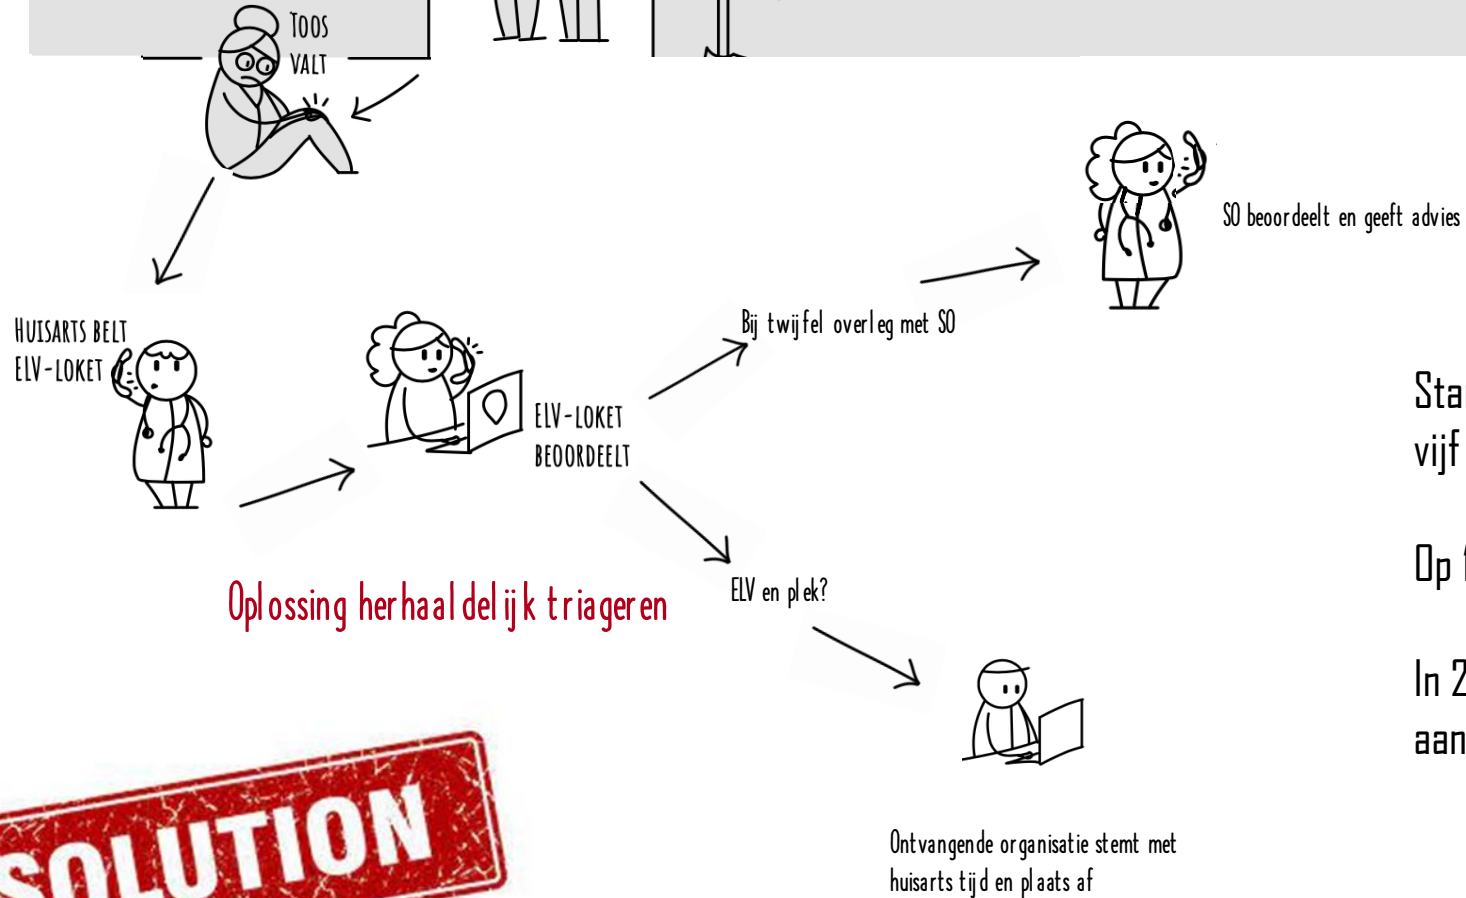 TOOS
VALT
SO beoordeelt en geeft advies
HUISARTS BELT
ELV-LOKET
Bij twijfel overleg met SO
ELV-LOKET
BEOORDEELT
vijf
Op
ELV en plek?
Oplossing herhaaldelijk triageren
In
aan
SOLUTION
Ontvangende organisatie stemt met
huisarts tijd en plaats af